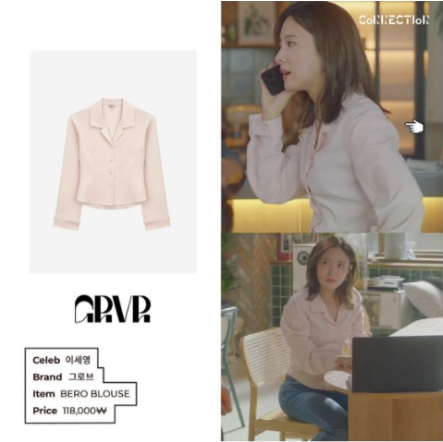 CoNNECTIoN
GRVR
Celeb 이세영
Brand 그로브
Item BERO BLOUSE
Price 118,000₩